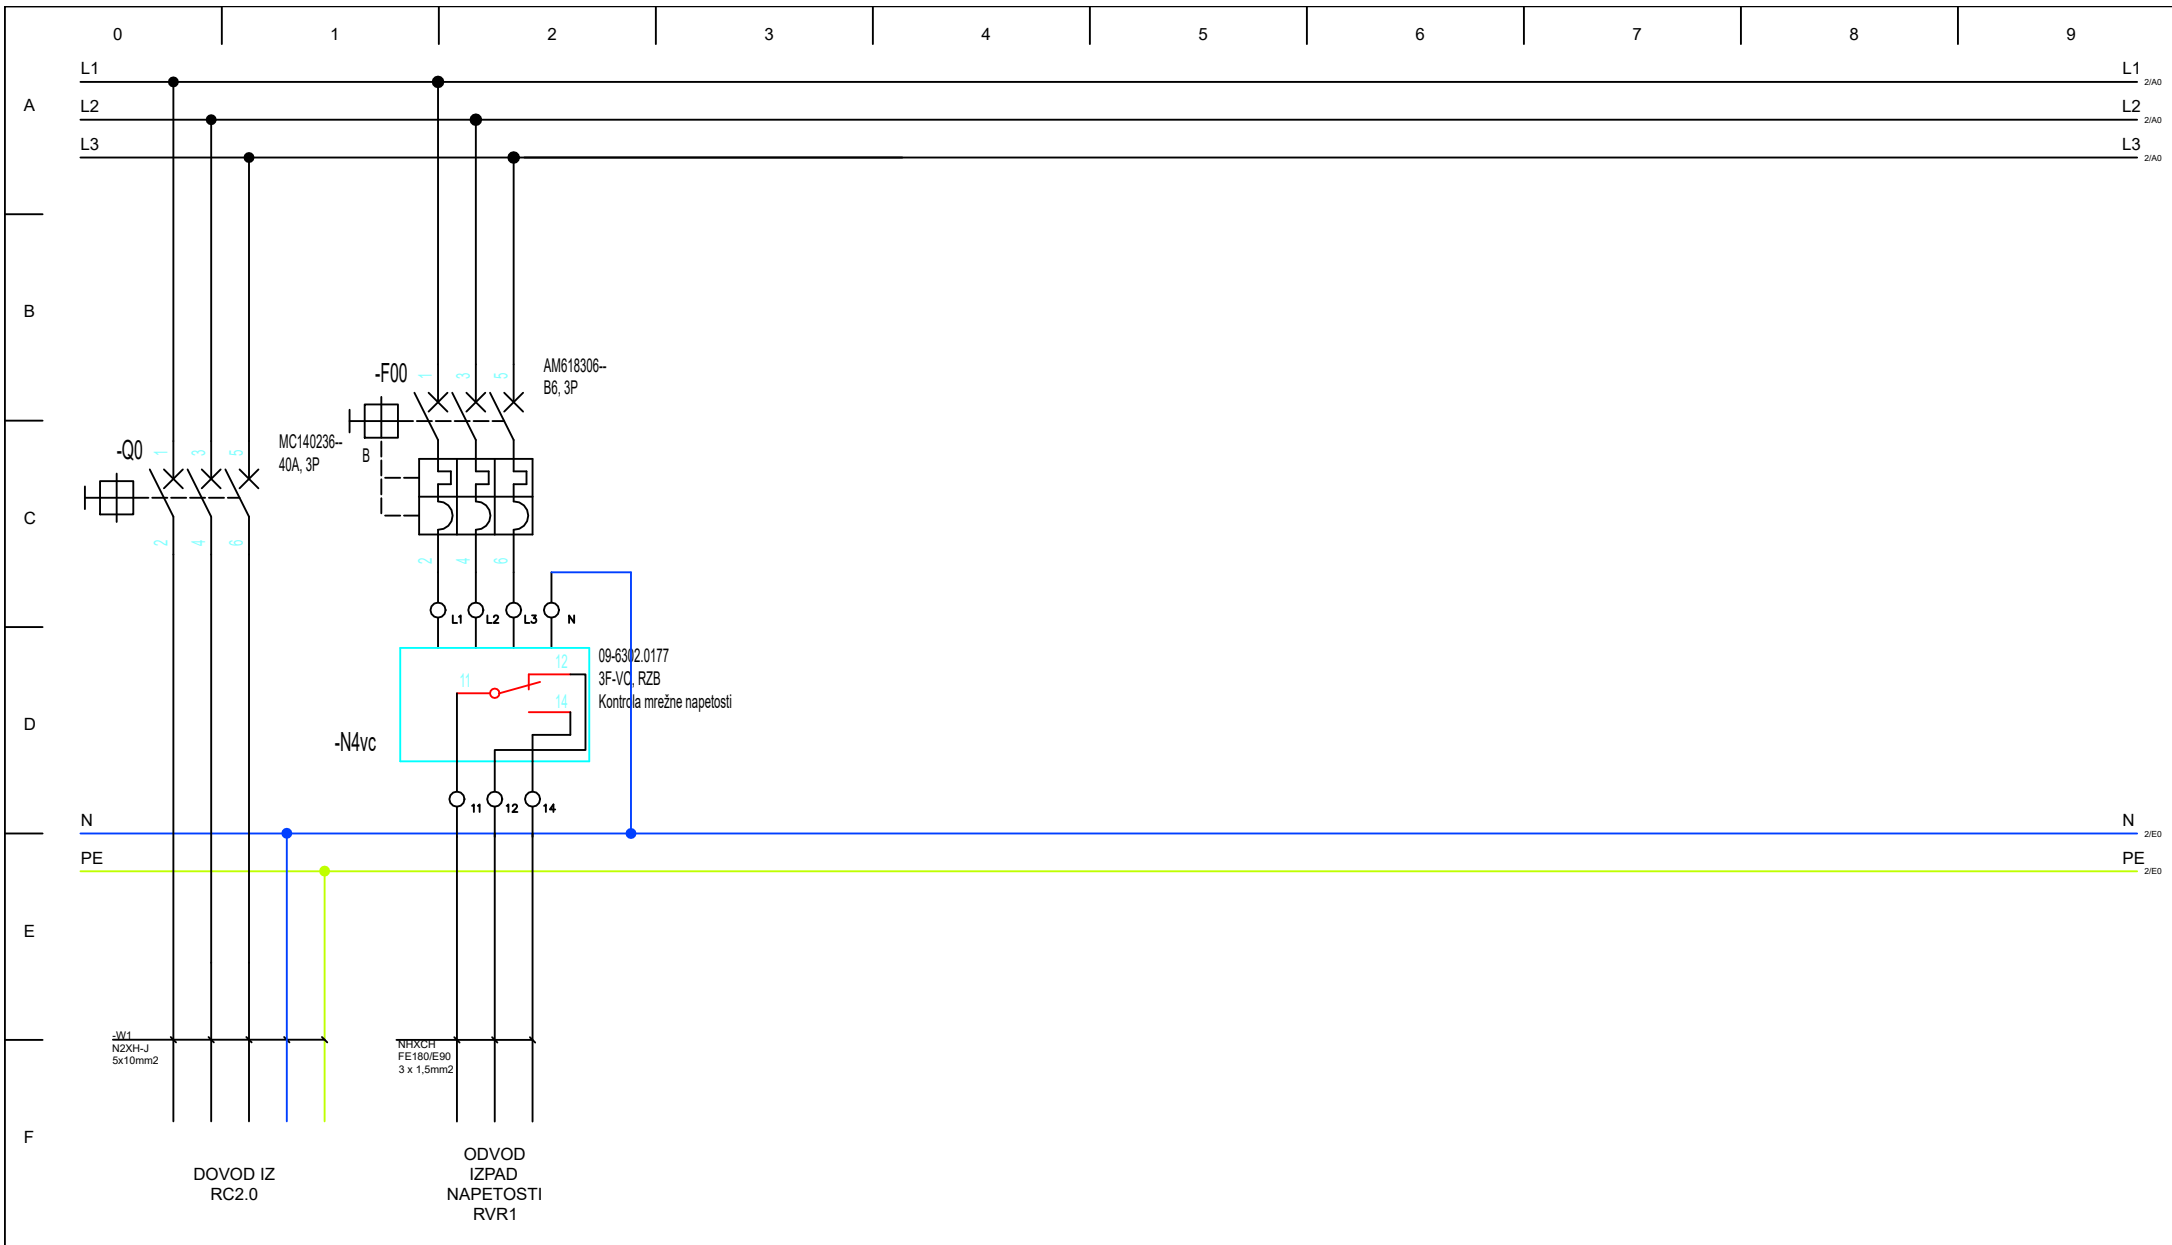 0 1 2 3 4 5 6 7 8 9
L1 L1 2/A0
A
L2 L2 2/A0
L3 L3 2/A0
B
-F00 1 3 5
AM618306--
B6, 3P
-Q0 1 3 5
MC140236--
40A, 3P
B
C
2 4 6
2 4 6
L1 L2 L3 N
09-6302.0177
3F-VC, RZB
Kontrola mrežne napetosti
11 12 14
D
-N4vc
11 12 14
N N 2/E0
PE PE 2/E0
E
-W1
N2XH-J
5x10mm2
NHXCH
FE180/E90
3 x 1,5mm2
F
DOVOD IZ
RC2.0
ODVOD
IZPAD
NAPETOSTI
RVR1